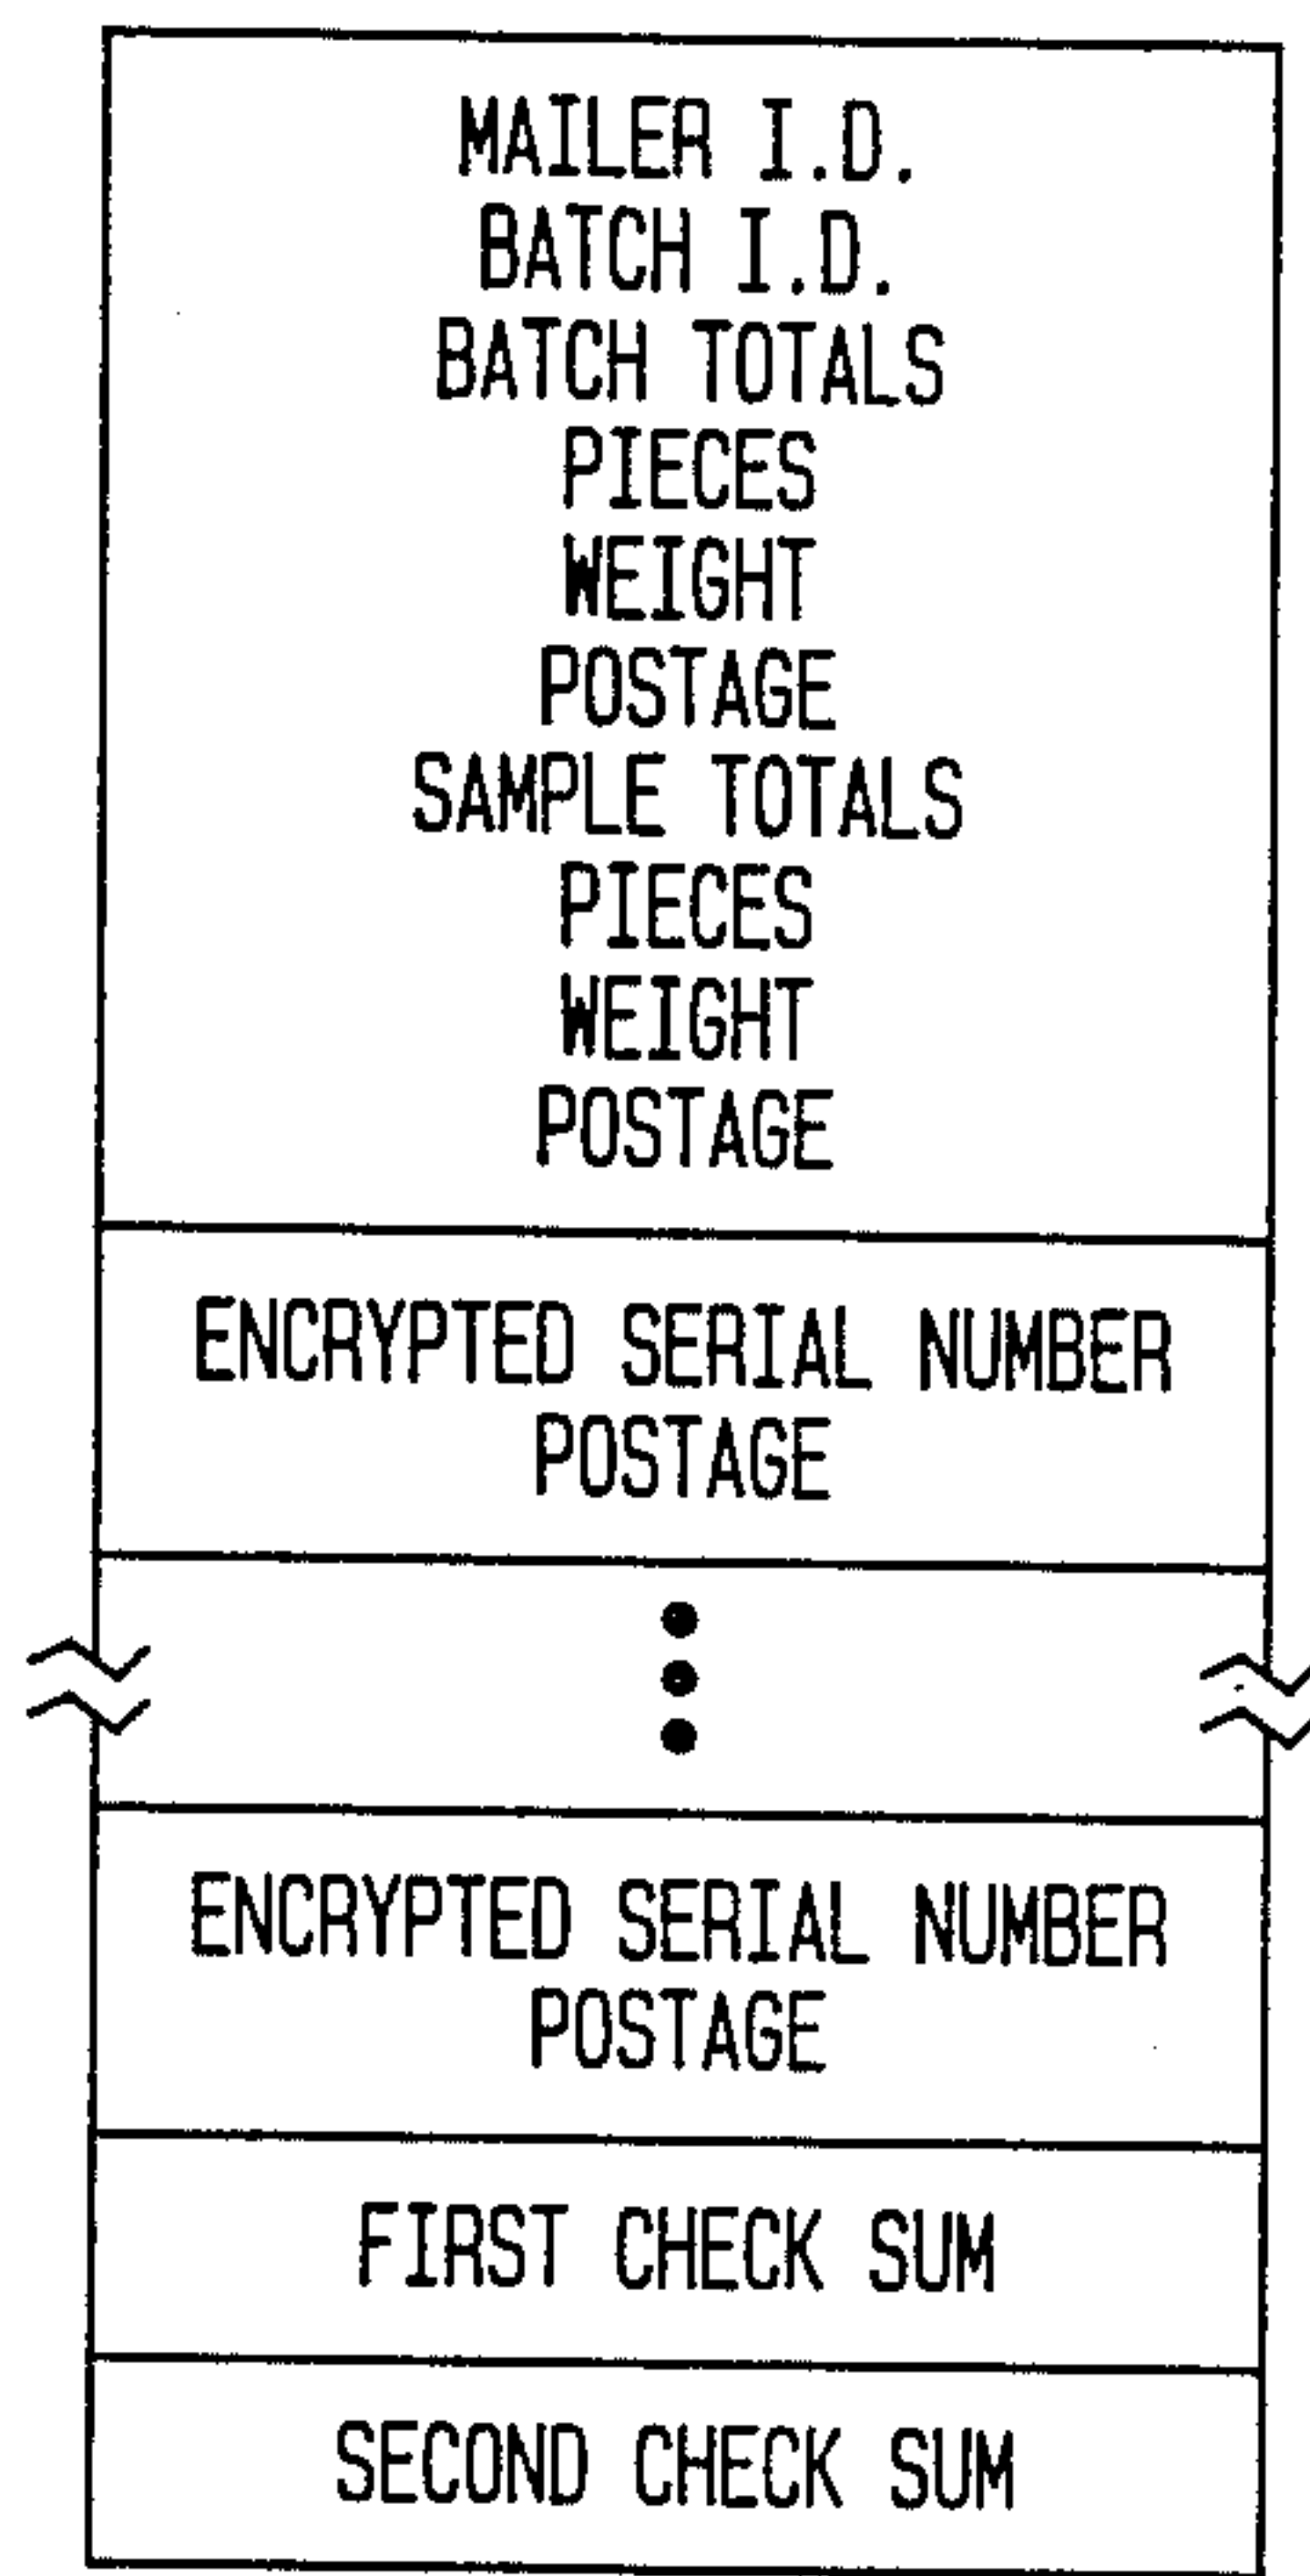 MAILER I.D.
BATCH I.D.
BATCH TOTALS
PIECES
WEIGHT
POSTAGE
SAMPLE TOTALS
PIECES
WEIGHT
POSTAGE
ENCRYPTED SERIAL NUMBER
POSTAGE
ENCRYPTED SERIAL NUMBER
POSTAGE
FIRST CHECK SUM
SECOND CHECK SUM